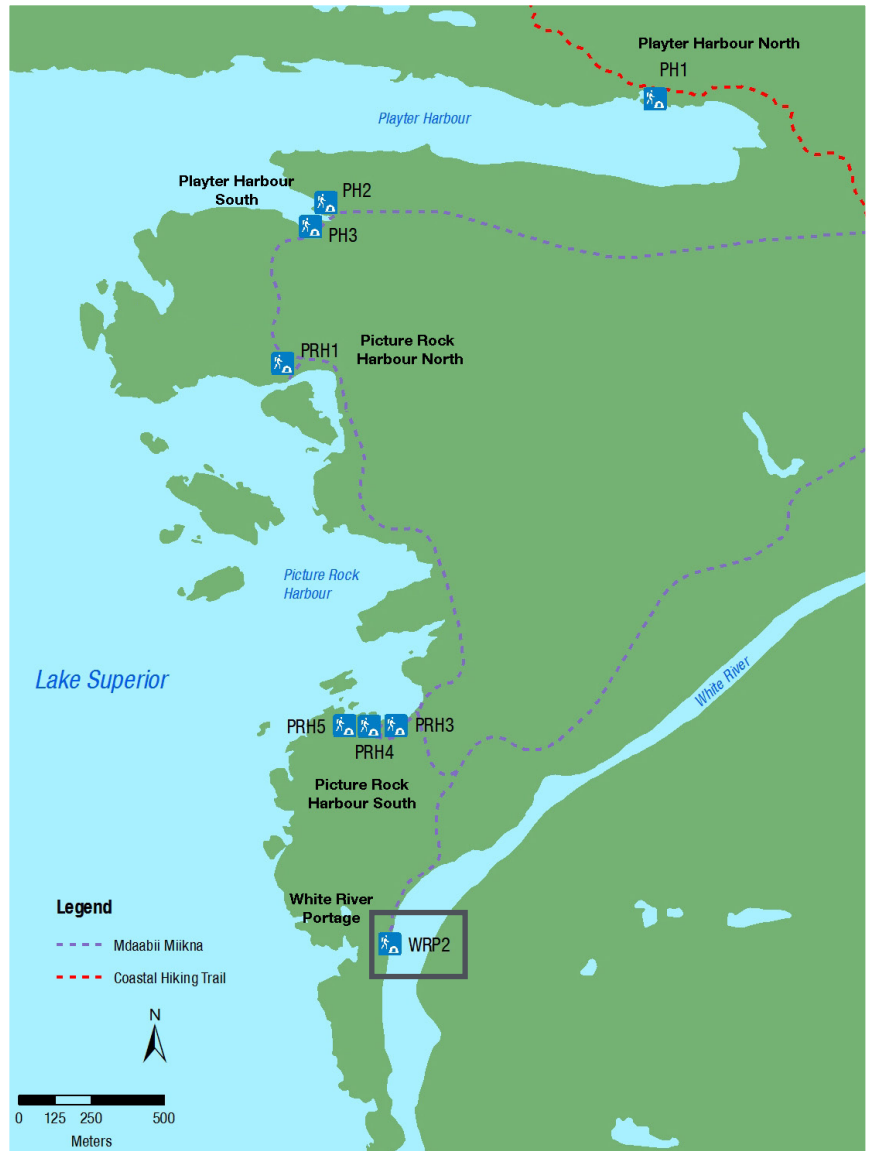 Playter Harbour North
PH1
Playter Harbour
Playter Harbour
South
PH2
PH3
PRH1
Picture Rock
Harbour North
Picture Rock
Harbour
Lake Superior
White River
PRH5
PRH4
PRH3
Picture Rock
Harbour South
White River
Portage
WRP2
Legend
Mdaabii Miikna
Coastal Hiking Trail
N
0 125 250 500
Meters